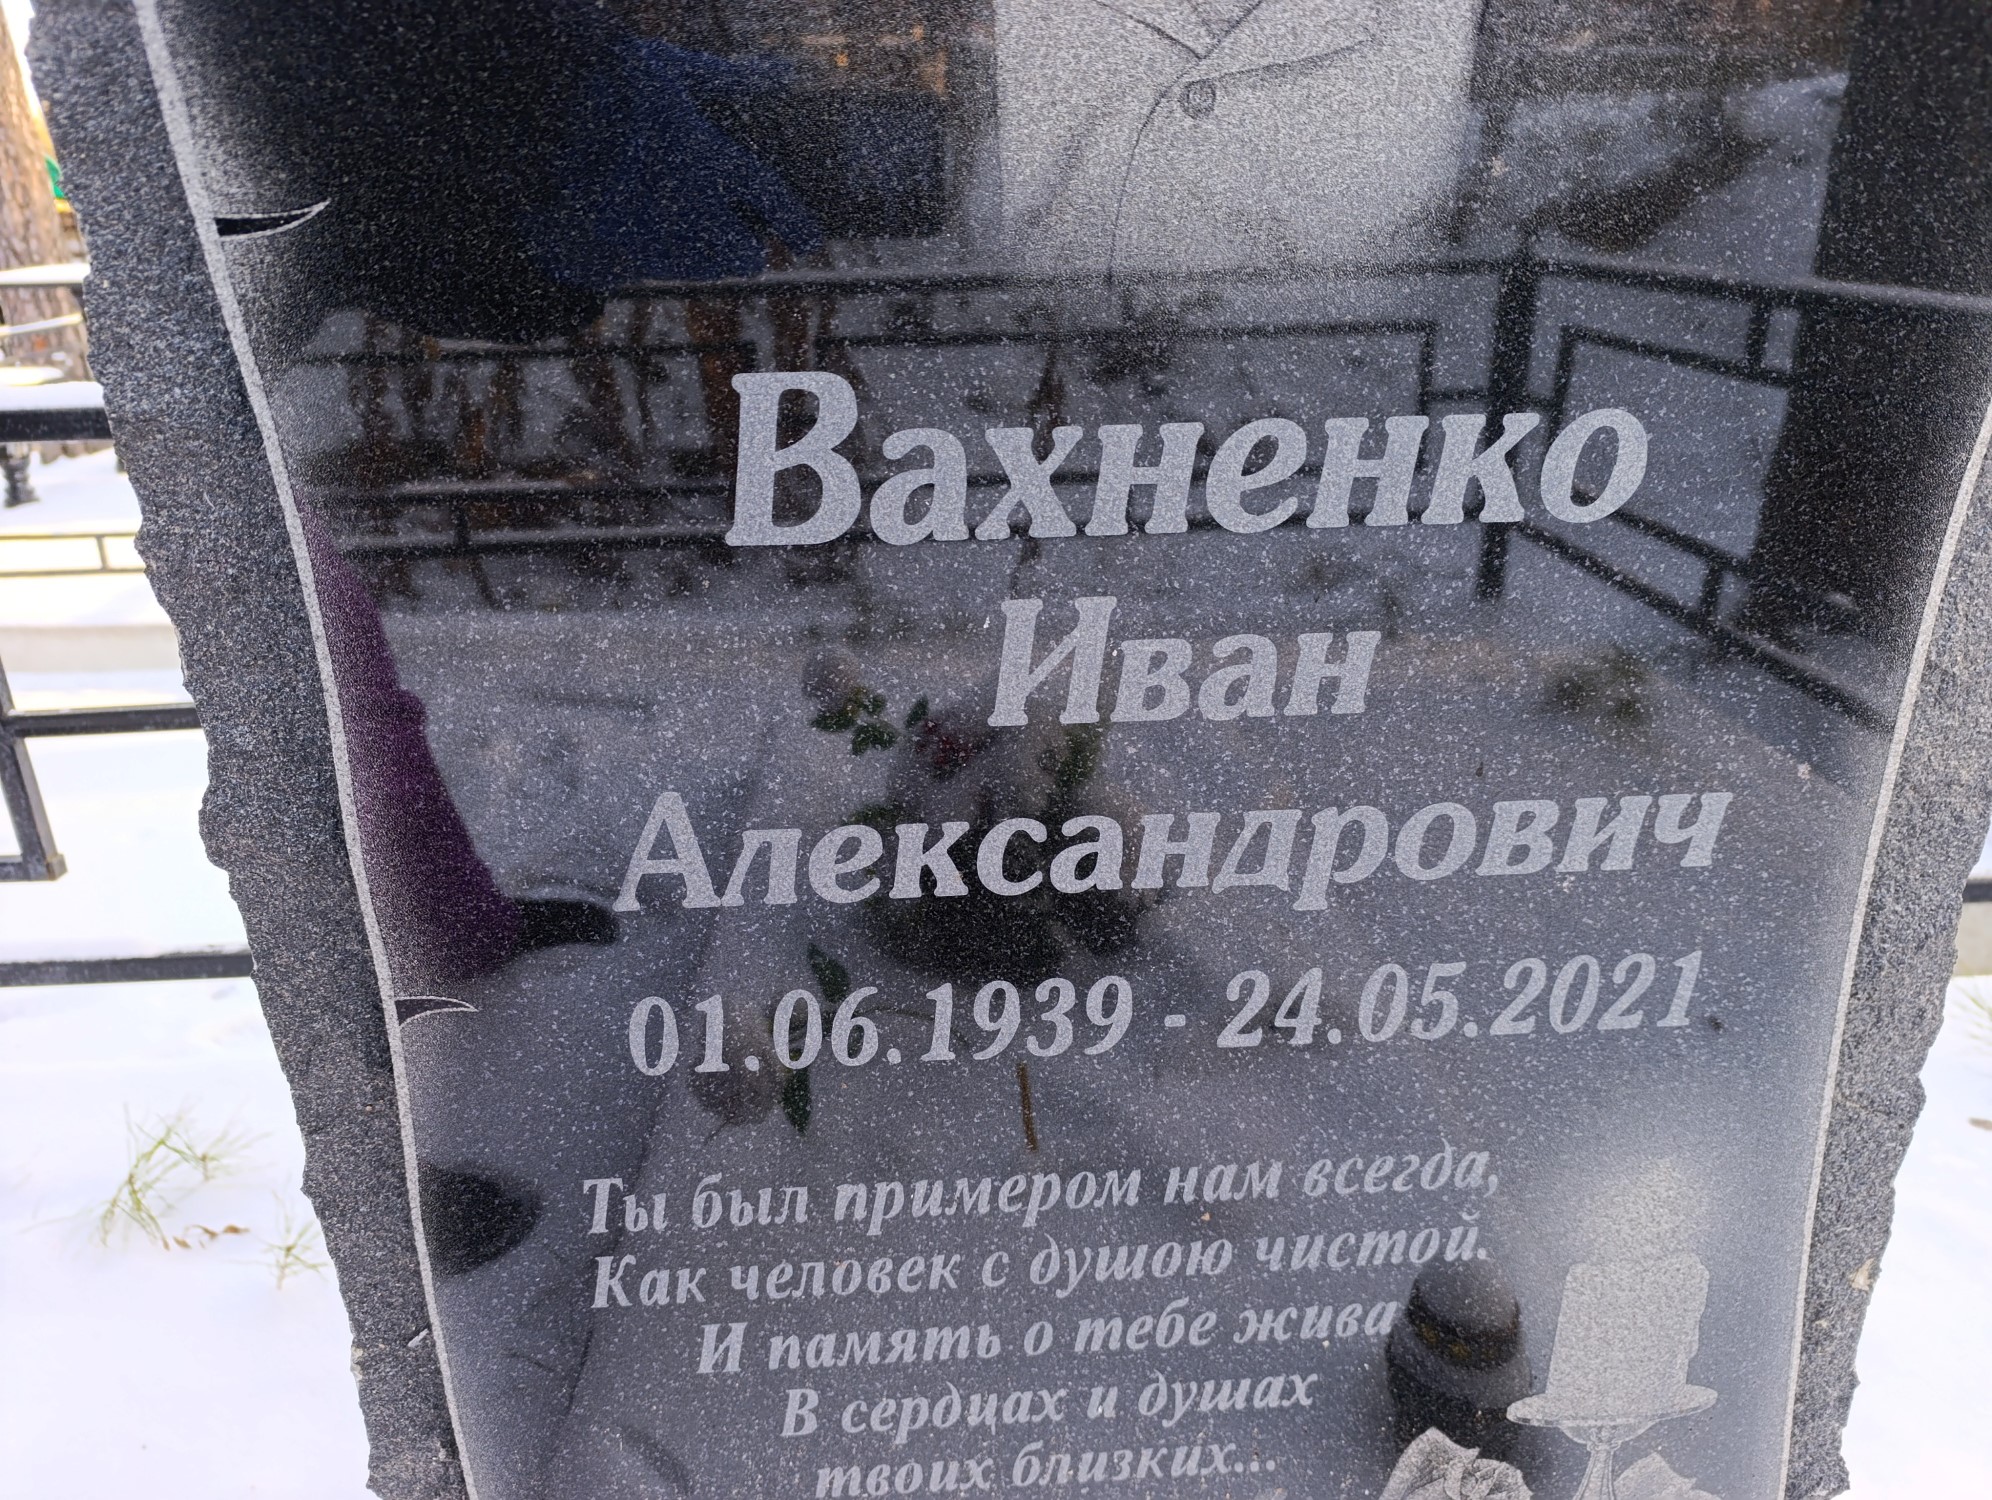 Вахненко
Иван
Александрович
01.06.1939 - 24.05.2021
Ты был примером нам всегда,
Как человек с душою чистой.
И память о тебе жива
В сердцах и душах
твоих близких...